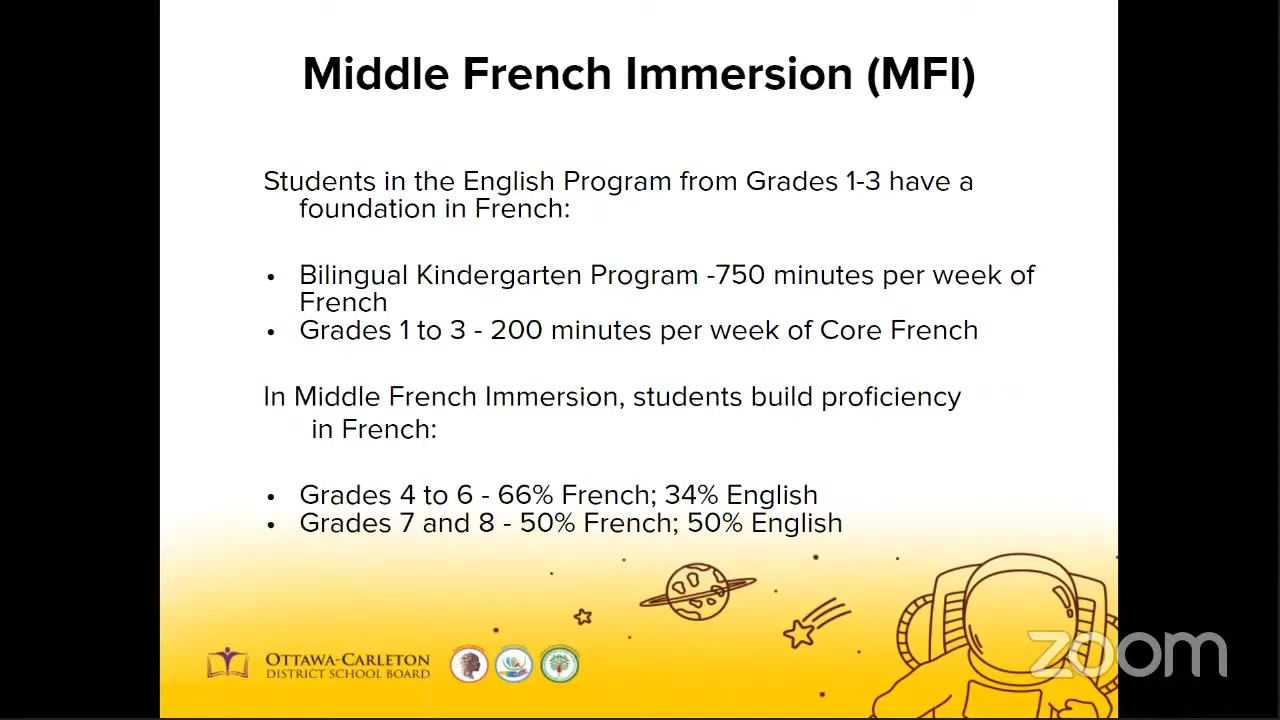 Middle French Immersion (MFI)
Students in the English Program from Grades 1-3 have a
foundation in French:
• Bilingual Kindergarten Program -750 minutes per week of
French
• Grades 1 to 3 - 200 minutes per week of Core French
In Middle French Immersion, students build proficiency
in French:
• Grades 4 to 6 - 66% French; 34% English
• Grades 7 and 8 - 50% French; 50% English
OTTAWA-CARLETON
DISTRICT SCHOOL BOARD
zoom